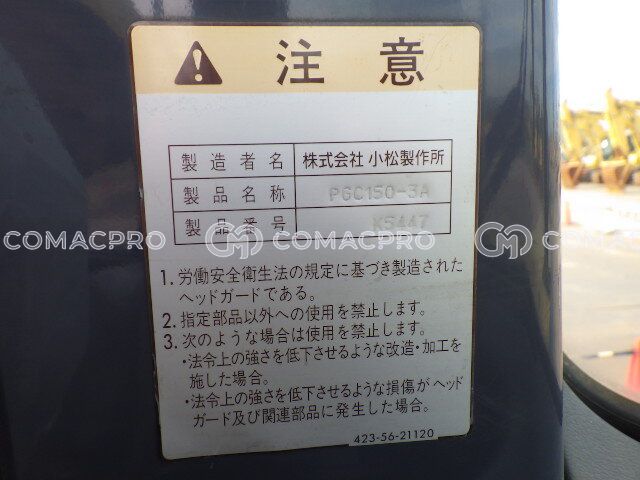 注意
製造者名 株式会社 小松製作所
製品名称 PGC150-3A
製品番号 K5447
COMACPRO COMACPRO
1. 労働安全衛生法の規定に基づき製造された
ヘッドガードである。
2. 指定部品以外への使用を禁止します。
3. 次のような場合は使用を禁止します。
・法令上の強さを低下させるような改造・加工を
施した場合。
・法令上の強さを低下させるような損傷がヘッド
ガード及び関連部品に発生した場合。
423-56-21120